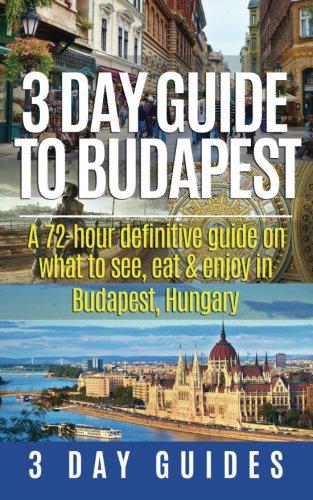 3 DAY GUIDE
TO BUDAPEST
A 72-hour definitive guide on
what to see, eat & enjoy in
Budapest, Hungary
3 DAY GUIDES